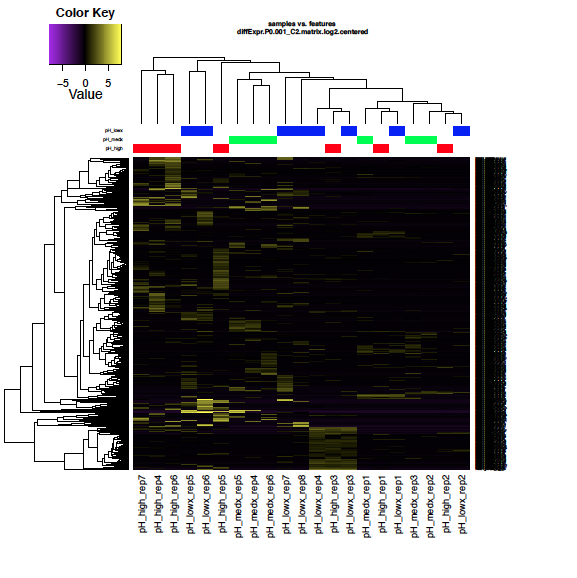 Color Key
−5 0 5
Value
samples vs. features
diffExpr.P0.001_C2.matrix.log2.centered
pH_lowx
pH_medx
pH_high
pH_high_rep7
pH_high_rep4
pH_high_rep6
pH_lowx_rep5
pH_lowx_rep6
pH_high_rep5
pH_medx_rep5
pH_medx_rep4
pH_medx_rep6
pH_lowx_rep7
pH_lowx_rep8
pH_lowx_rep4
pH_high_rep3
pH_lowx_rep3
pH_medx_rep1
pH_high_rep1
pH_lowx_rep1
pH_medx_rep3
pH_medx_rep2
pH_high_rep2
pH_lowx_rep2